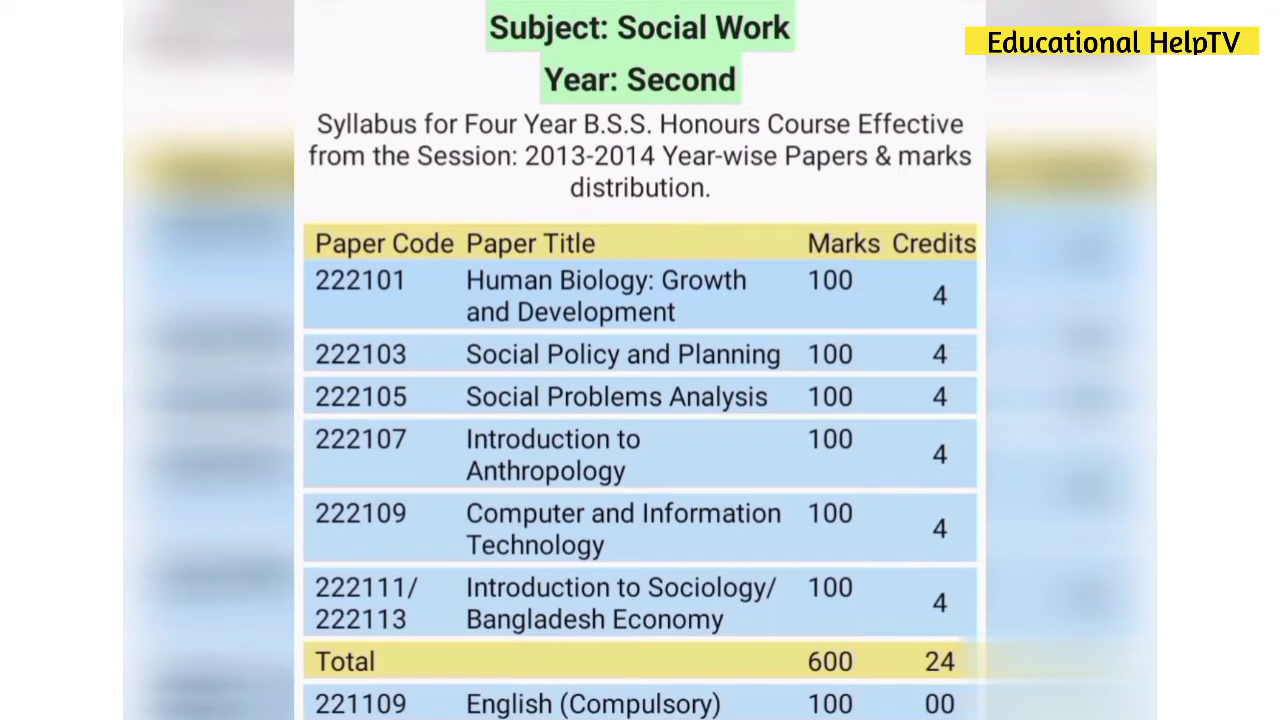 Subject: Social Work
Educational HelpTV
Year: Second
Syllabus for Four Year B.S.S. Honours Course Effective
from the Session: 2013-2014 Year-wise Papers & marks
distribution.
Paper Code Paper Title Marks Credits
222101 Human Biology: Growth 100 4
and Development
222103 Social Policy and Planning 100 4
222105 Social Problems Analysis 100 4
222107 Introduction to 100 4
Anthropology
222109 Computer and Information 100 4
Technology
222111/ Introduction to Sociology/ 100 4
222113 Bangladesh Economy
Total 600 24
221109 English (Compulsory) 100 00